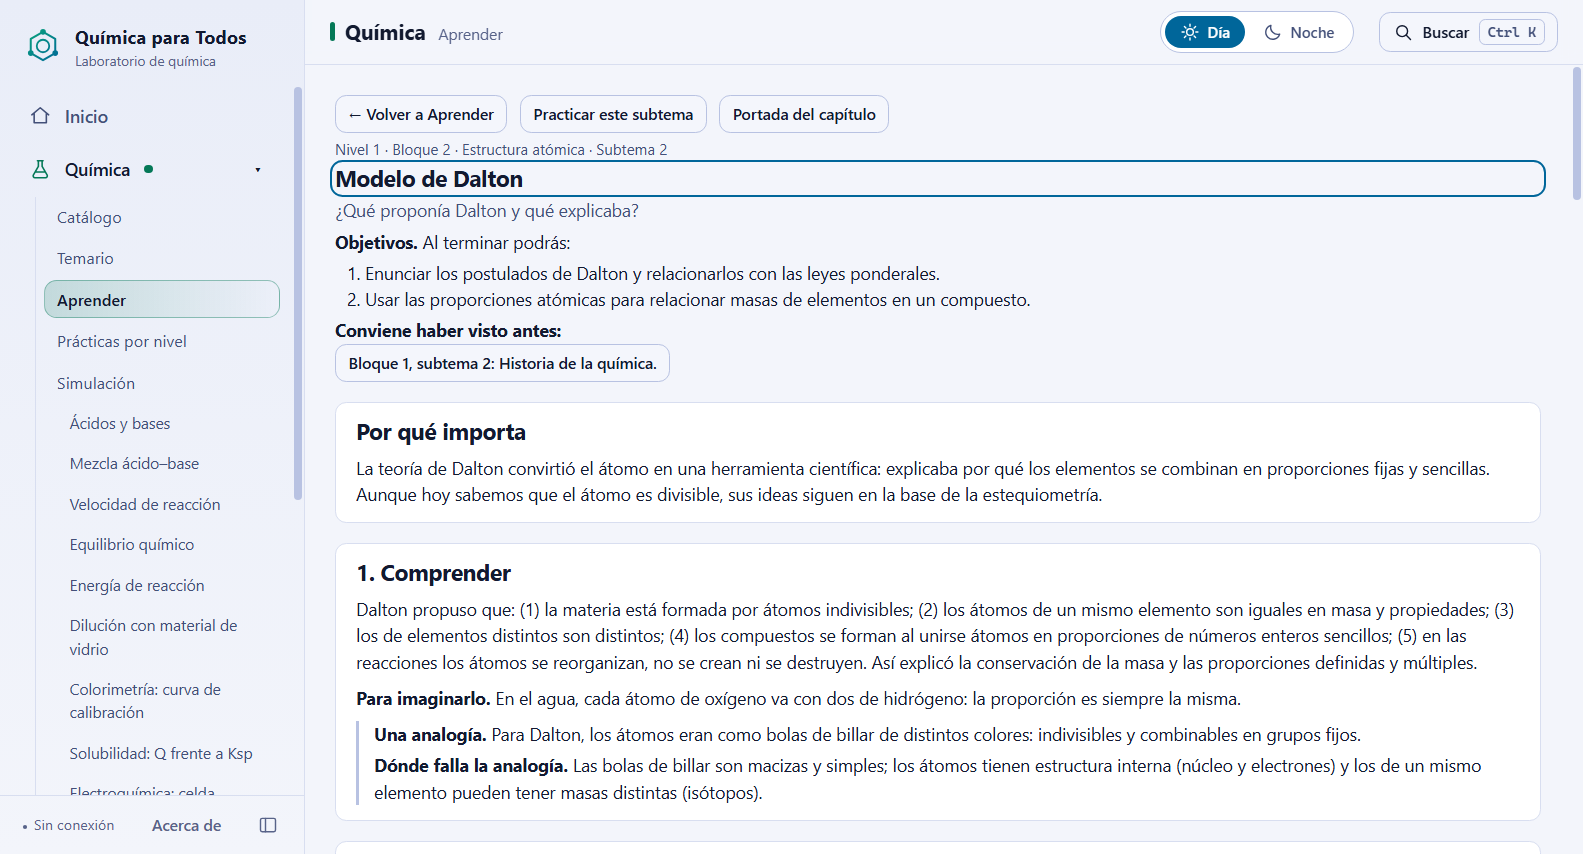 Química para Todos
Laboratorio de química
Inicio
Química
Catálogo
Temario
Aprender
Prácticas por nivel
Simulación
Ácidos y bases
Mezcla ácido–base
Velocidad de reacción
Equilibrio químico
Energía de reacción
Dilución con material de
vidrio
Colorimetría: curva de
calibración
Solubilidad: Q frente a Ksp
Electroquímica: celda
• Sin conexión
Acerca de
Química Aprender
Día
Noche
Buscar Ctrl K
← Volver a Aprender
Practicar este subtema
Portada del capítulo
Nivel 1 · Bloque 2 · Estructura atómica · Subtema 2
Modelo de Dalton
¿Qué proponía Dalton y qué explicaba?
Objetivos. Al terminar podrás:
1. Enunciar los postulados de Dalton y relacionarlos con las leyes ponderales.
2. Usar las proporciones atómicas para relacionar masas de elementos en un compuesto.
Conviene haber visto antes:
Bloque 1, subtema 2: Historia de la química.
Por qué importa
La teoría de Dalton convirtió el átomo en una herramienta científica: explicaba por qué los elementos se combinan en proporciones fijas y sencillas.
Aunque hoy sabemos que el átomo es divisible, sus ideas siguen en la base de la estequiometría.
1. Comprender
Dalton propuso que: (1) la materia está formada por átomos indivisibles; (2) los átomos de un mismo elemento son iguales en masa y propiedades; (3)
los de elementos distintos son distintos; (4) los compuestos se forman al unirse átomos en proporciones de números enteros sencillos; (5) en las
reacciones los átomos se reorganizan, no se crean ni se destruyen. Así explicó la conservación de la masa y las proporciones definidas y múltiples.
Para imaginarlo. En el agua, cada átomo de oxígeno va con dos de hidrógeno: la proporción es siempre la misma.
Una analogía. Para Dalton, los átomos eran como bolas de billar de distintos colores: indivisibles y combinables en grupos fijos.
Dónde falla la analogía. Las bolas de billar son macizas y simples; los átomos tienen estructura interna (núcleo y electrones) y los de un mismo
elemento pueden tener masas distintas (isótopos).